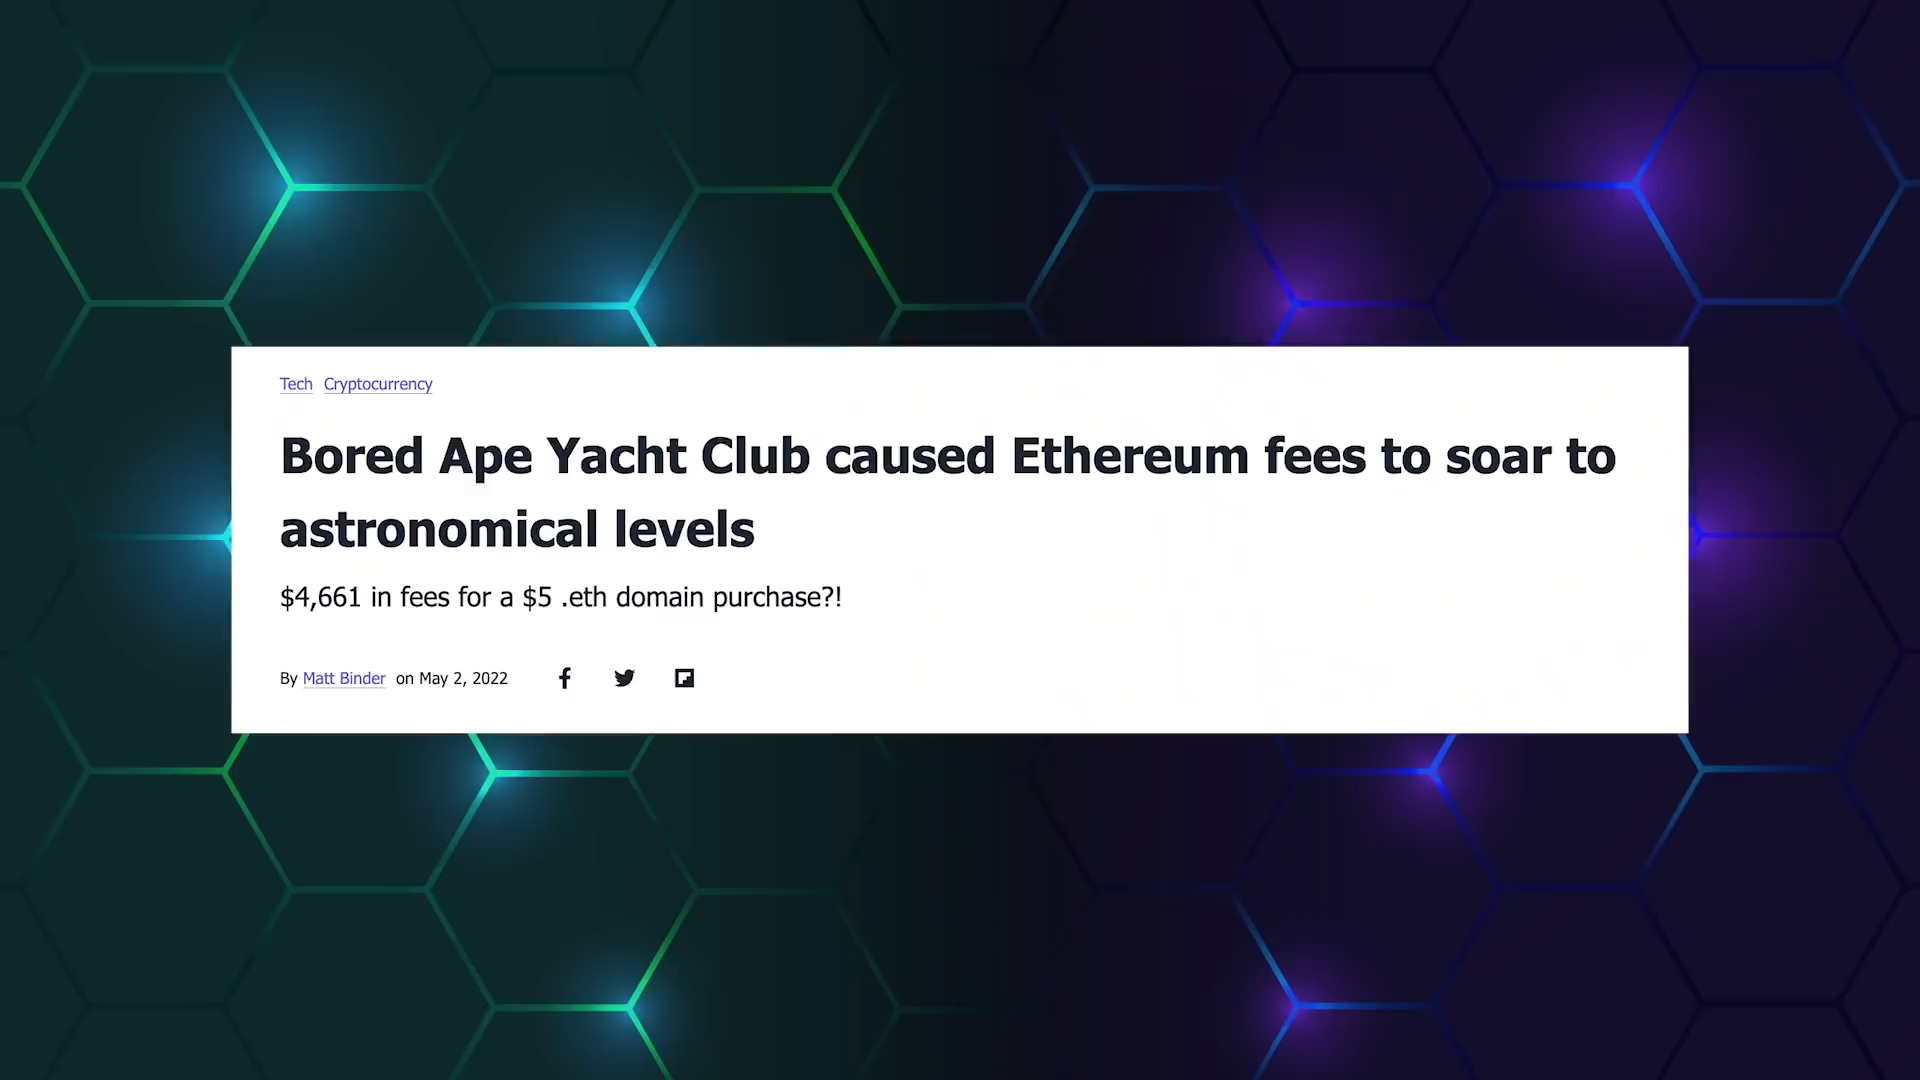 Tech Cryptocurrency
Bored Ape Yacht Club caused Ethereum fees to soar to
astronomical levels
$4,661 in fees for a $5 .eth domain purchase?!
By Matt Binder on May 2, 2022